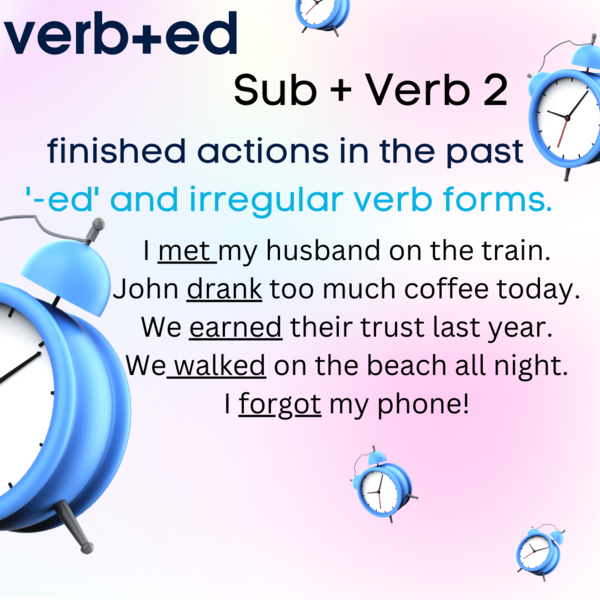 verb+ed
Sub + Verb 2
finished actions in the past
'-ed' and irregular verb forms.
I met my husband on the train.
John drank too much coffee today.
We earned their trust last year.
We walked on the beach all night.
I forgot my phone!